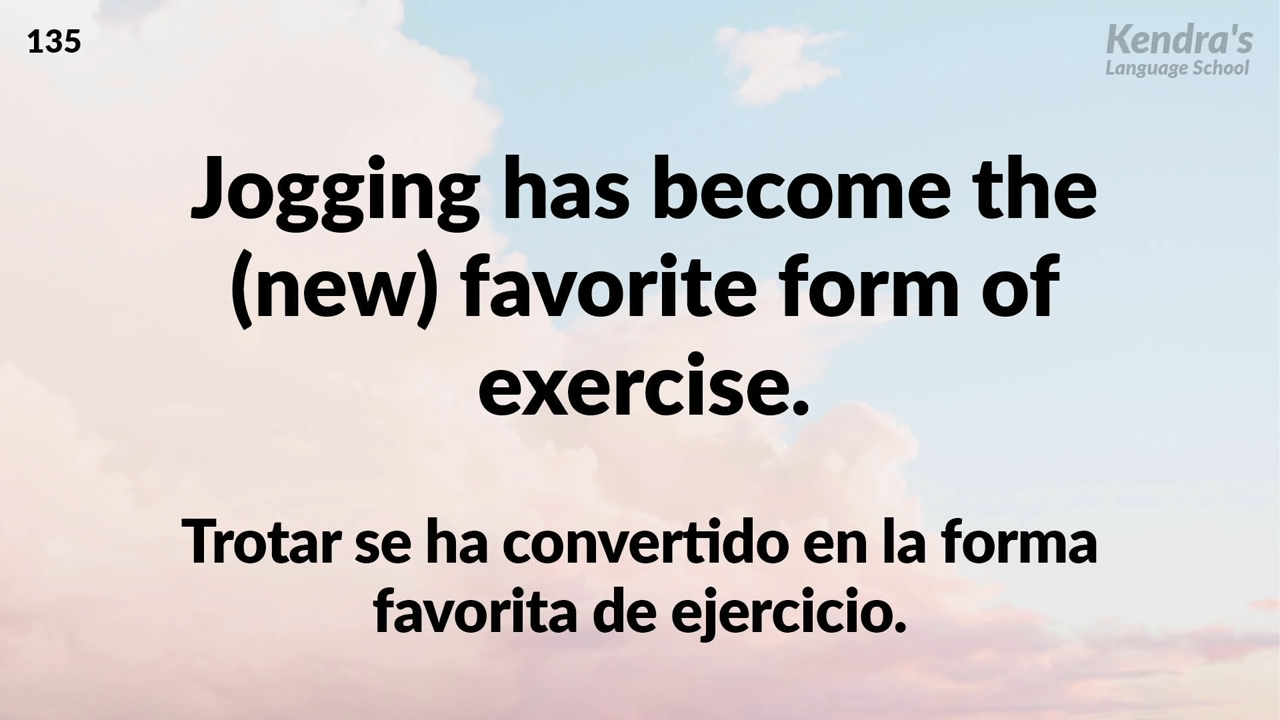 135
Kendra's
Language School
Jogging has become the
(new) favorite form of
exercise.
Trotar se ha convertido en la forma
favorita de ejercicio.